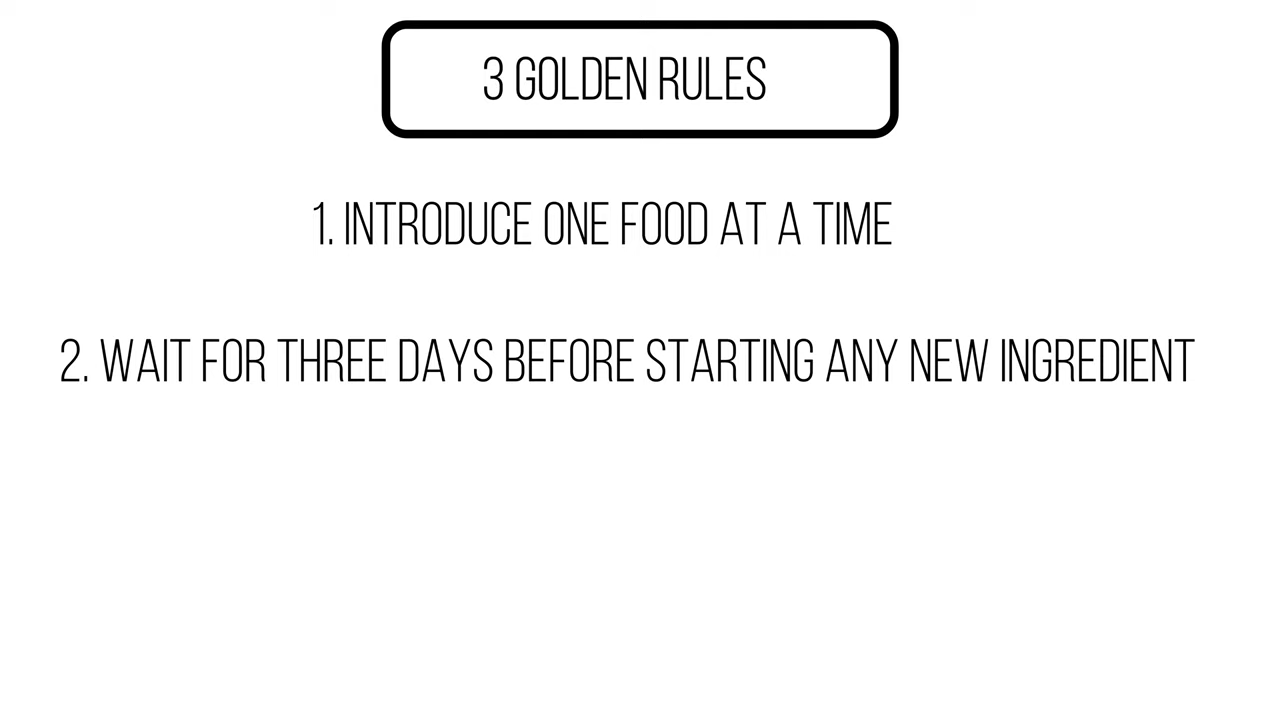 3 GOLDEN RULES
1. INTRODUCE ONE FOOD AT A TIME
2. WAIT FOR THREE DAYS BEFORE STARTING ANY NEW INGREDIENT